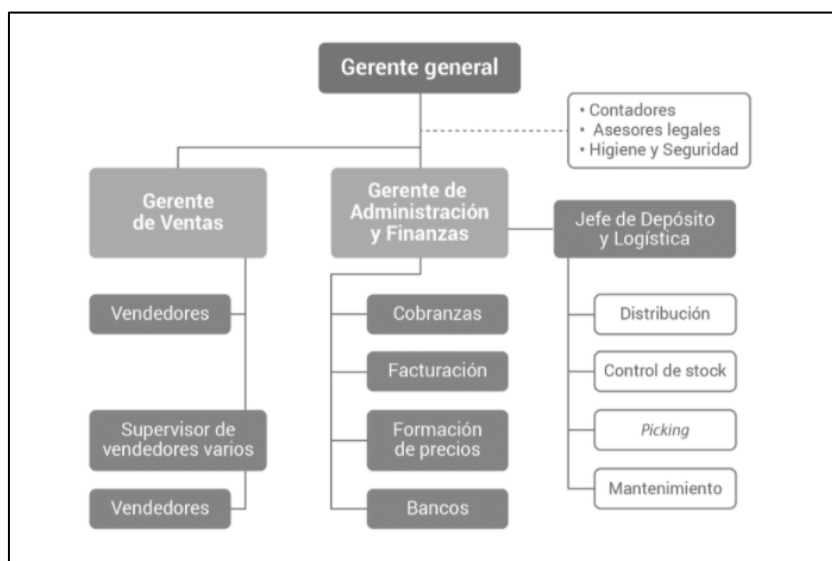 Gerente general
• Contadores
• Asesores legales
• Higiene y Seguridad
Gerente
de Ventas
Gerente de
Administración
y Finanzas
Jefe de Depósito
y Logística
Vendedores
Cobranzas
Distribución
Facturación
Control de stock
Supervisor de
vendedores varios
Formación
de precios
Picking
Vendedores
Bancos
Mantenimiento